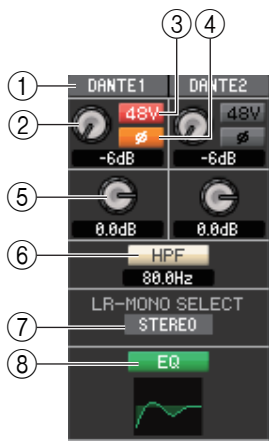 ③ ④
① DANTE1 DANTE2
② 48V 48V
ø ø
-6dB -6dB
⑤
0.0dB 0.0dB
⑥ HPF
80.0Hz
LR-MONO SELECT
⑦ STEREO
⑧ EQ